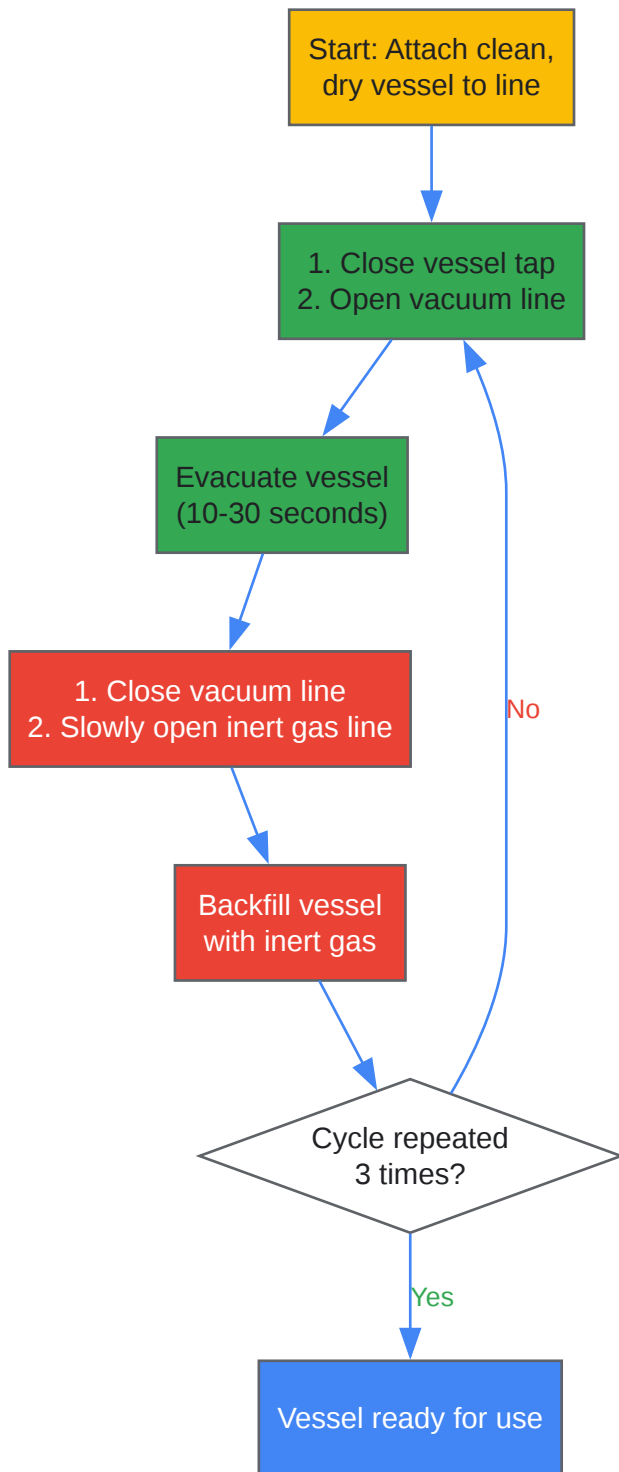 Start: Attach clean,
dry vessel to line
1. Close vessel tap
2. Open vacuum line
Evacuate vessel
(10-30 seconds)
1. Close vacuum line
2. Slowly open inert gas line
No
Backfill vessel
with inert gas
Cycle repeated
3 times?
Yes
Vessel ready for use